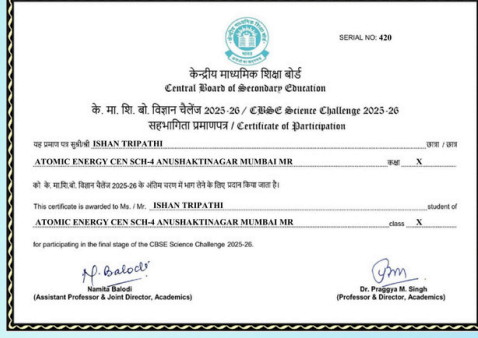 SERIAL NO: 420
केन्द्रीय माध्यमिक शिक्षा बोर्ड
Central Board of Secondary Education
के. मा. शि. बो. विज्ञान चैलेंज 2025-26 / CBSE Science Challenge 2025-26
सहभागिता प्रमाणपत्र / Certificate of Participation
यह प्रमाण पत्र सुश्री/श्री ISHAN TRIPATHI छात्रा / छात्र
ATOMIC ENERGY CEN SCH-4 ANUSHAKTINAGAR MUMBAI MR कक्षा X
को के. मा.शि.बो. विज्ञान चैलेंज 2025-26 के अंतिम चरण में भाग लेने के लिए प्रदान किया जाता है।
This certificate is awarded to Ms. / Mr. ISHAN TRIPATHI student of
ATOMIC ENERGY CEN SCH-4 ANUSHAKTINAGAR MUMBAI MR class X
for participating in the final stage of the CBSE Science Challenge 2025-26.
N. Balodi
Namita Balodi
(Assistant Professor & Joint Director, Academics)
Dr. Praggya M. Singh
(Professor & Director, Academics)